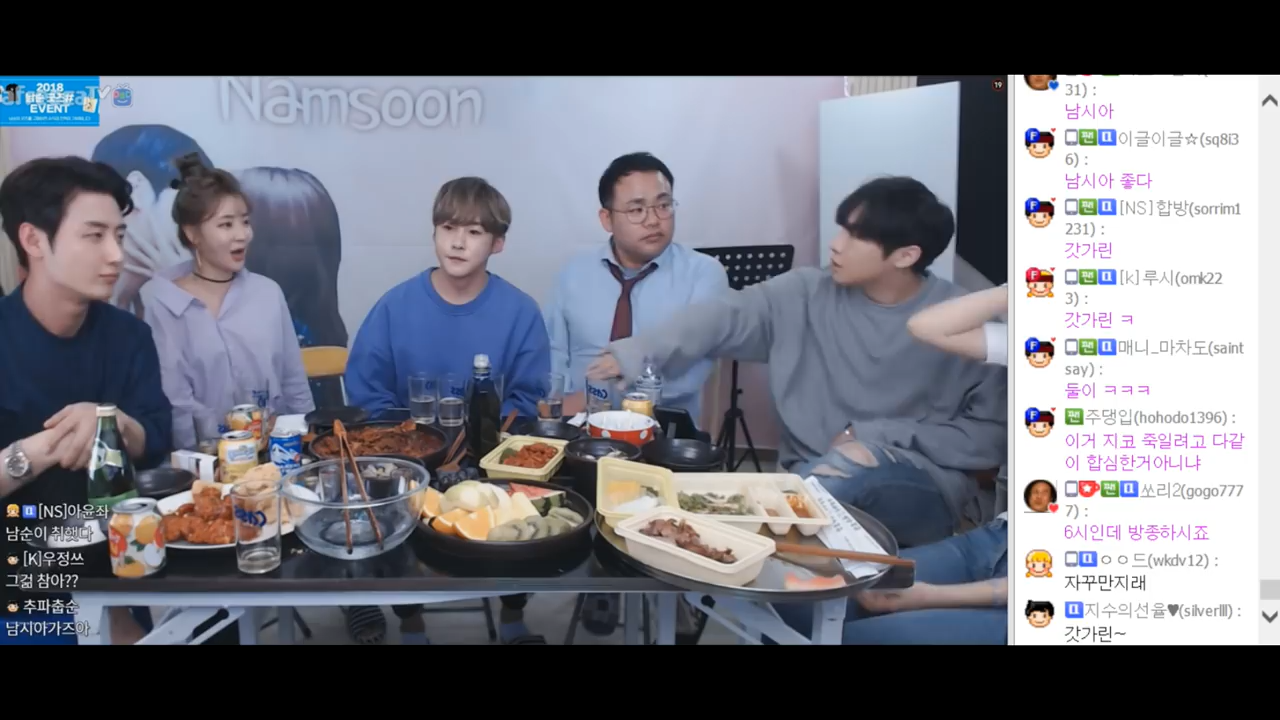 2018
EVENT
Namsoon
19
[NS]아윤좌
남순이 취했다
[K]우정쓰
그걸 참아??
추파춥순
남시아가즈아
31) :
남시아
이글이글☆(sq8i3
6) :
남시아 좋다
[NS]합방(sorrim1
231) :
갓가린
[k]루시(omk22
3) :
갓가린 ㅋ
매니_마차도(saint
say) :
둘이 ㅋㅋㅋ
팬 주댕입(hohodo1396) :
이거 지코 죽일려고 다같
이 합심한거아니냐
쏘리2(gogo777
7) :
6시인데 방종하시죠
ㅇㅇ드(wkdv12) :
자꾸만지래
지수의선율♥(silverlll) :
갓가린~